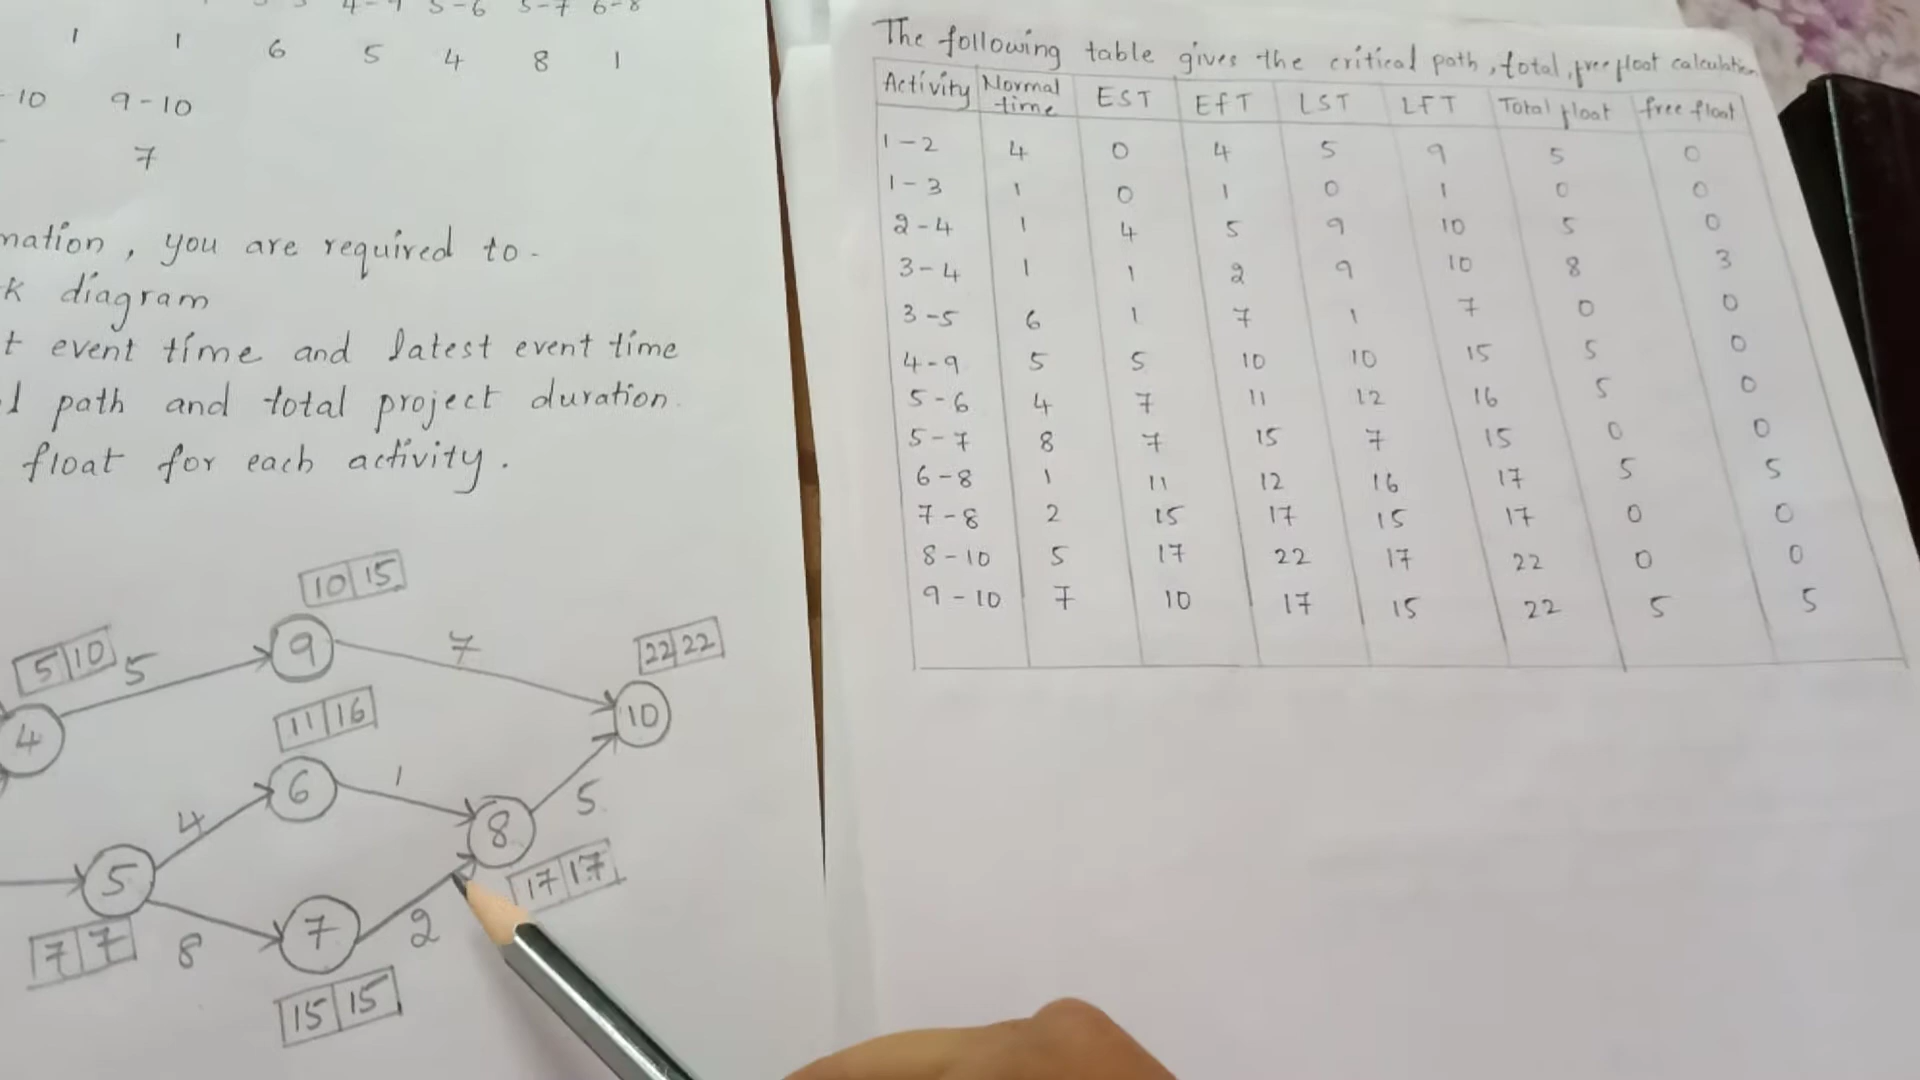 4-9 5-6 5-7 6-8
1 1 6 5 4 8 1
10 9-10
7
mation, you are required to-
k diagram
t event time and latest event time
path and total project duration.
float for each activity.
10 15
5 10
5
9
7
22 22
4
11 16
10
6
1
5
4
8
5
17 17
7 7
8
7
2
15 15
The following table gives the critical path, total, free float calculation
Activity Normal time EST EfT LST LFT Total float free float
1-2 4 0 4 5 9 5 0
1-3 1 0 1 0 1 0 0
2-4 1 4 5 9 10 5 0
3-4 1 1 2 9 10 8 3
3-5 6 1 7 1 7 0 0
4-9 5 5 10 10 15 5 0
5-6 4 7 11 12 16 5 0
5-7 8 7 15 7 15 0 0
6-8 1 11 12 16 17 5 5
7-8 2 15 17 15 17 0 0
8-10 5 17 22 17 22 0 0
9-10 7 10 17 15 22 5 5